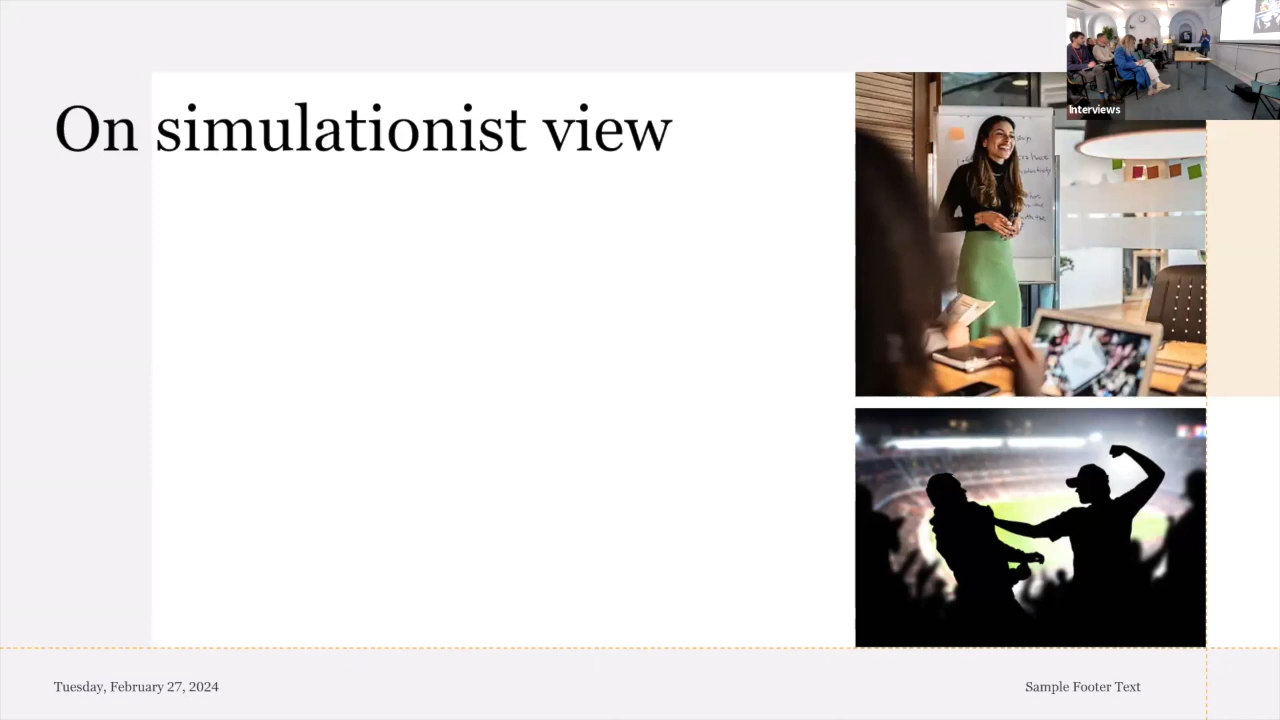 On simulationist view
Interviews
Tuesday, February 27, 2024
Sample Footer Text